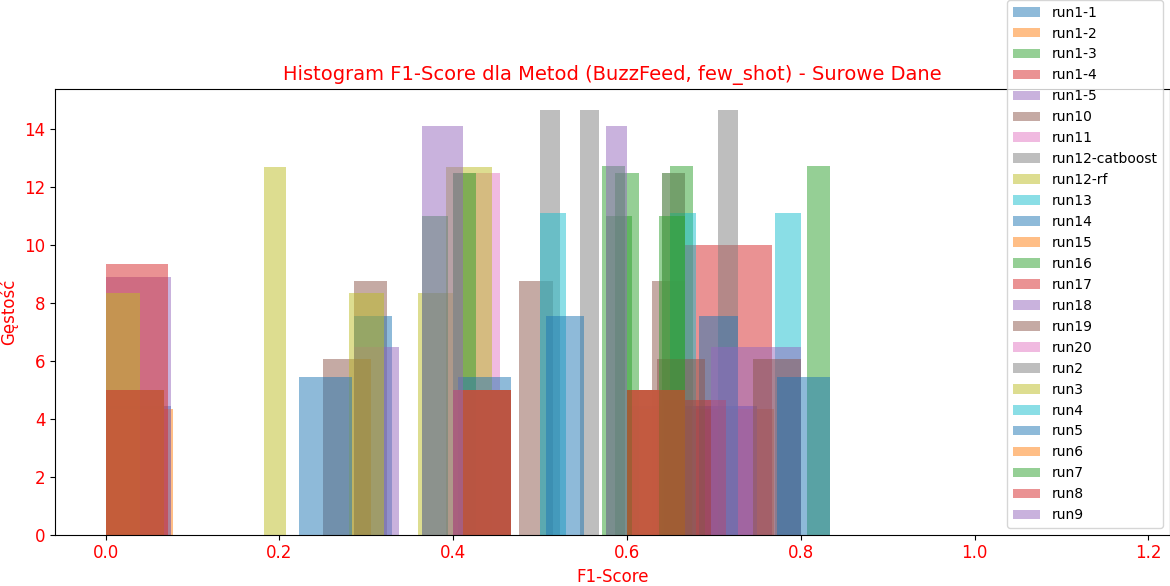 Histogram F1-Score dla Metod (BuzzFeed, few_shot) - Surowe Dane
run1-1
run1-2
run1-3
run1-4
run1-5
run10
run11
run12-catboost
run12-rf
run13
run14
run15
run16
run17
run18
run19
run20
run2
run3
run4
run5
run6
run7
run8
run9
Gęstość
14
12
10
8
6
4
2
0
0.0 0.2 0.4 0.6 0.8 1.0 1.2
F1-Score